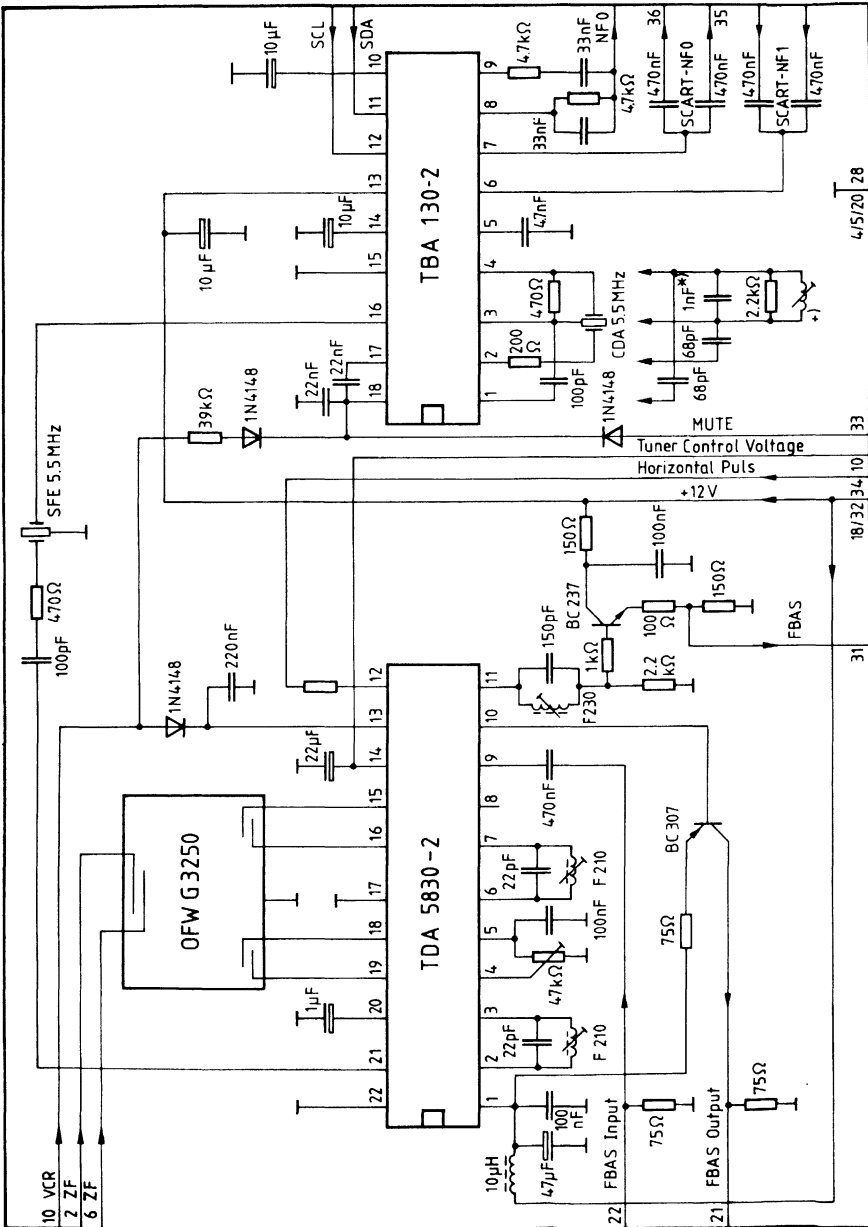 10 VCR
2 ZF
6 ZF
OFW G3250
100pF
470Ω
SFE 5.5 MHz
1N4148
220nF
39kΩ
1N4148
22nF
22nF
10μF
10μF
10μF
SCL
SDA
1μF
22μF
22
21
20
19
18
17
16
15
14
13
12
TDA 5830-2
1
2
3
4
5
6
7
8
9
10
11
18
17
16
15
14
13
12
11
10
TBA 130-2
1
2
3
4
5
6
7
8
9
10μH
47μF
100
nF
22pF
F 210
47kΩ
100nF
22pF
F 210
470nF
F230
150pF
1kΩ
2.2
kΩ
BC 237
150Ω
100nF
100
Ω
150Ω
FBAS
31
75Ω
BC 307
FBAS Input
75Ω
22
FBAS Output
75Ω
21
+12V
18/32 34
Horizontal Puls
10
Tuner Control Voltage
MUTE
33
1N4148
100pF
200
Ω
470Ω
CDA 5.5MHz
68pF
68pF
1nF*)
2.2kΩ
+)
4.7nF
33nF
47kΩ
4.7kΩ
33nF
NF0
36
470nF
SCART-NF0
470nF
35
470nF
SCART-NF1
470nF
4/5/20
28